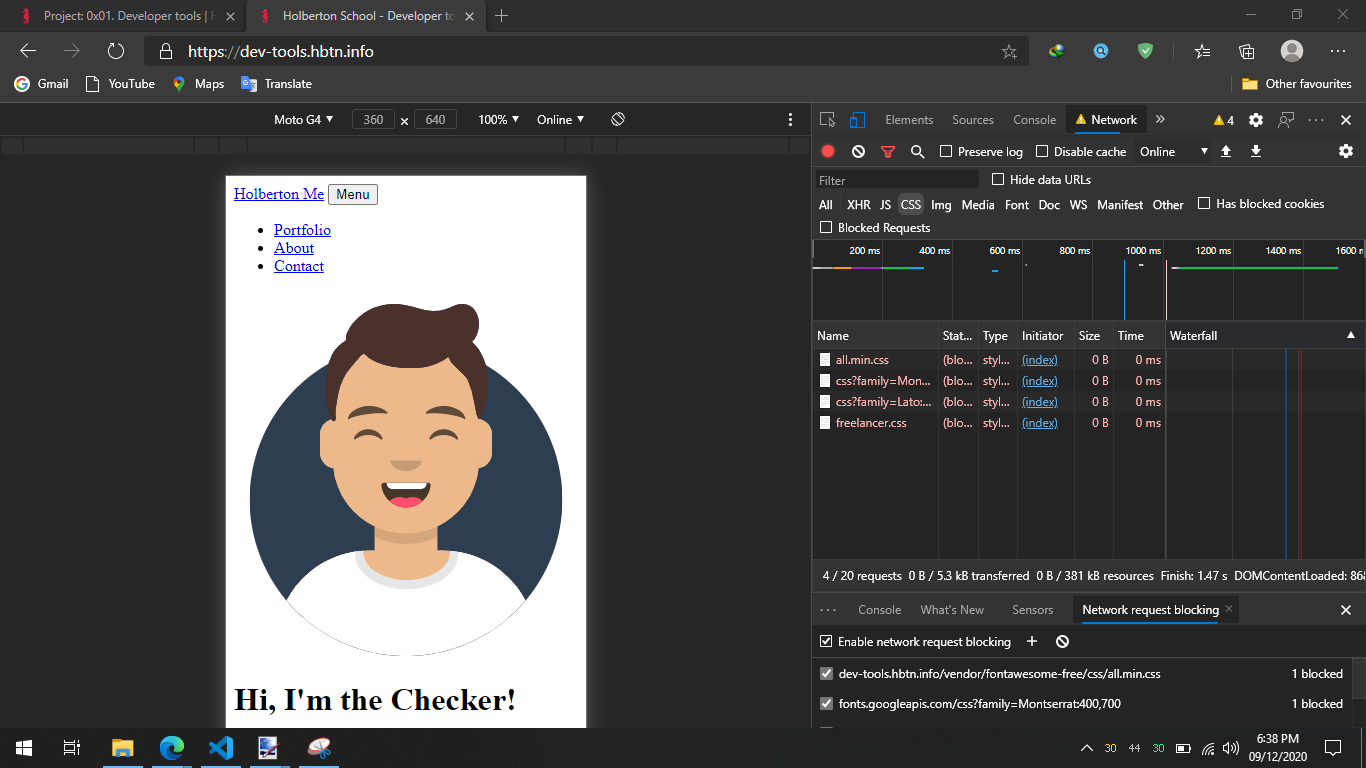 Project: 0x01. Developer tools | H
Holberton School - Developer to
https://dev-tools.hbtn.info
Gmail YouTube Maps Translate Other favourites
Moto G4 360 × 640 100% Online
Elements Sources Console Network 4
Preserve log Disable cache Online
Filter Hide data URLs
All XHR JS CSS Img Media Font Doc WS Manifest Other Has blocked cookies
Blocked Requests
200 ms 400 ms 600 ms 800 ms 1000 ms 1200 ms 1400 ms 1600 m
Name Stat... Type Initiator Size Time Waterfall
all.min.css (blo... styl... (index) 0 B 0 ms
css?family=Mon... (blo... styl... (index) 0 B 0 ms
css?family=Lato:... (blo... styl... (index) 0 B 0 ms
freelancer.css (blo... styl... (index) 0 B 0 ms
4 / 20 requests 0 B / 5.3 kB transferred 0 B / 381 kB resources Finish: 1.47 s DOMContentLoaded: 868
Console What's New Sensors Network request blocking
Enable network request blocking
dev-tools.hbtn.info/vendor/fontawesome-free/css/all.min.css 1 blocked
fonts.googleapis.com/css?family=Montserrat:400,700 1 blocked
Holberton Me Menu
Portfolio
About
Contact
Hi, I'm the Checker!
30 44 30
6:38 PM
09/12/2020